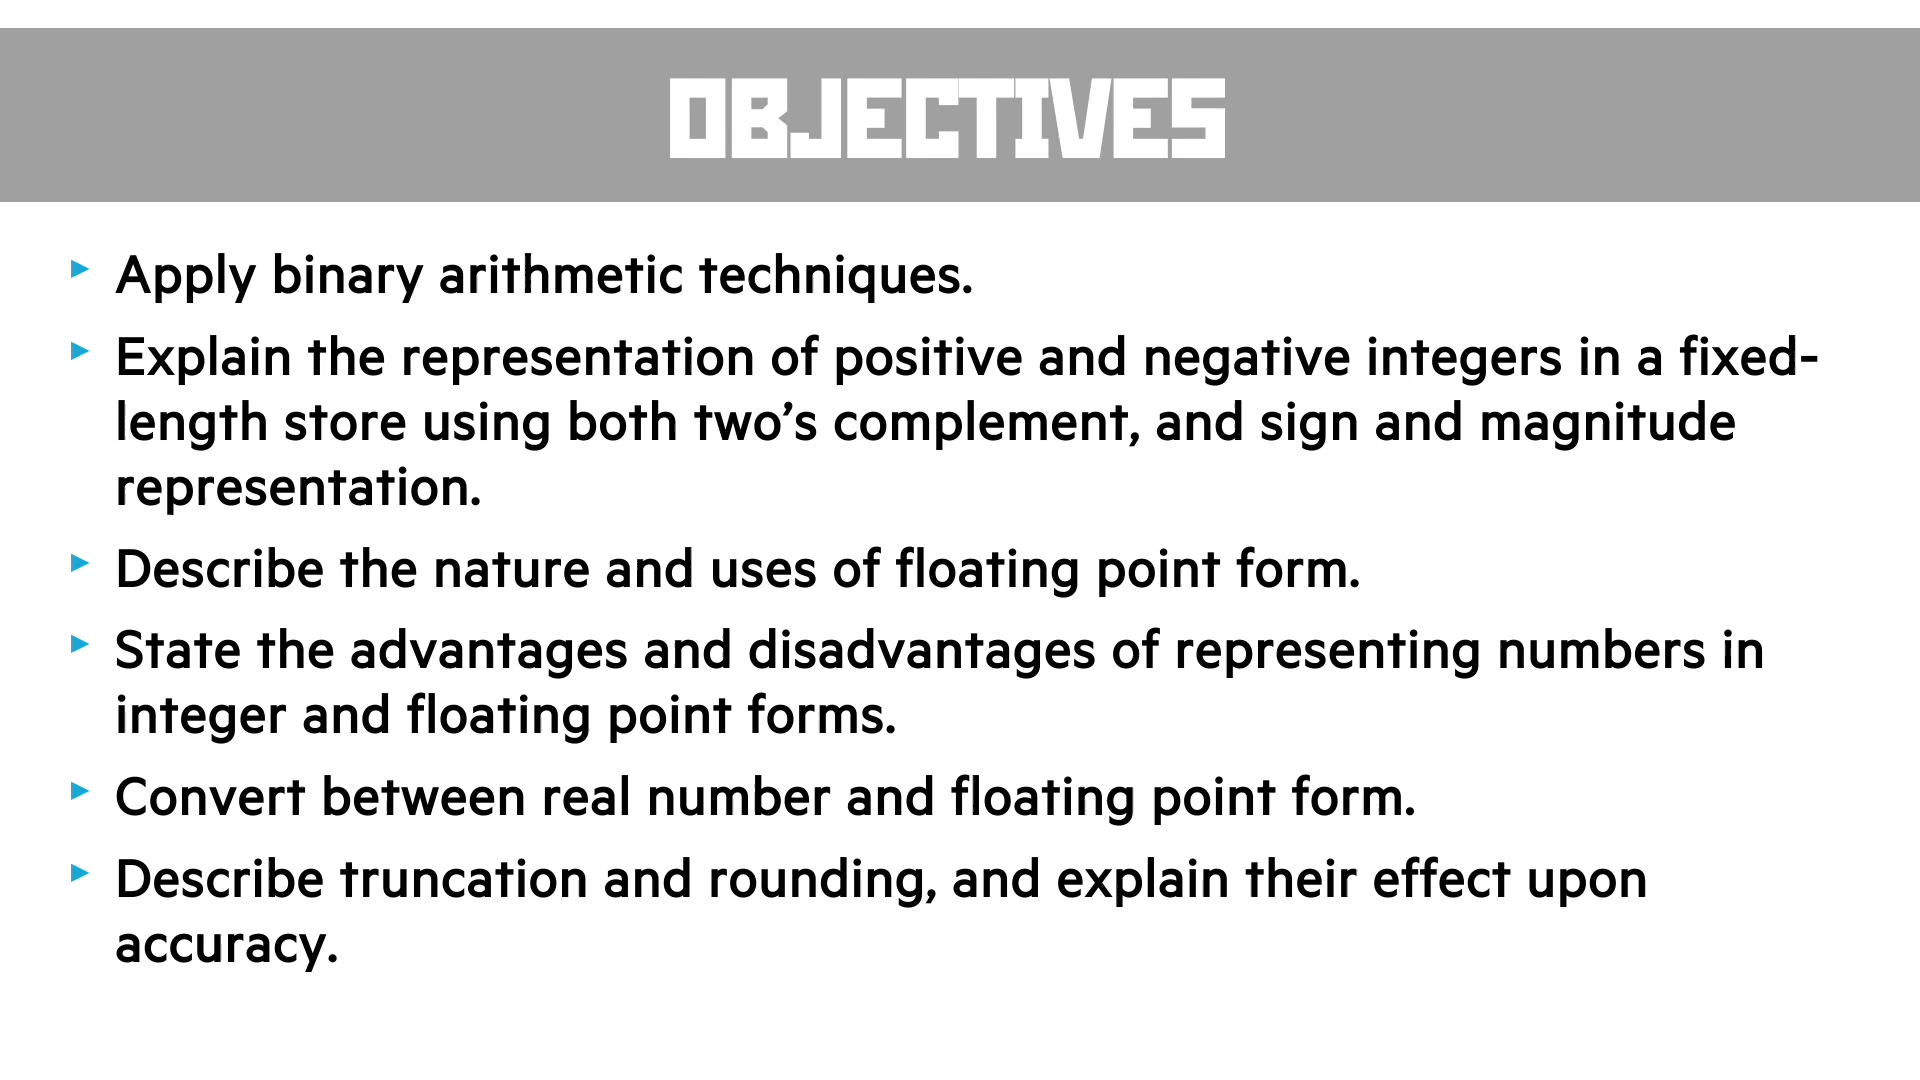 OBJECTIVES
▸ Apply binary arithmetic techniques.
▸ Explain the representation of positive and negative integers in a fixed-
length store using both two’s complement, and sign and magnitude
representation.
▸ Describe the nature and uses of floating point form.
▸ State the advantages and disadvantages of representing numbers in
integer and floating point forms.
▸ Convert between real number and floating point form.
▸ Describe truncation and rounding, and explain their effect upon
accuracy.